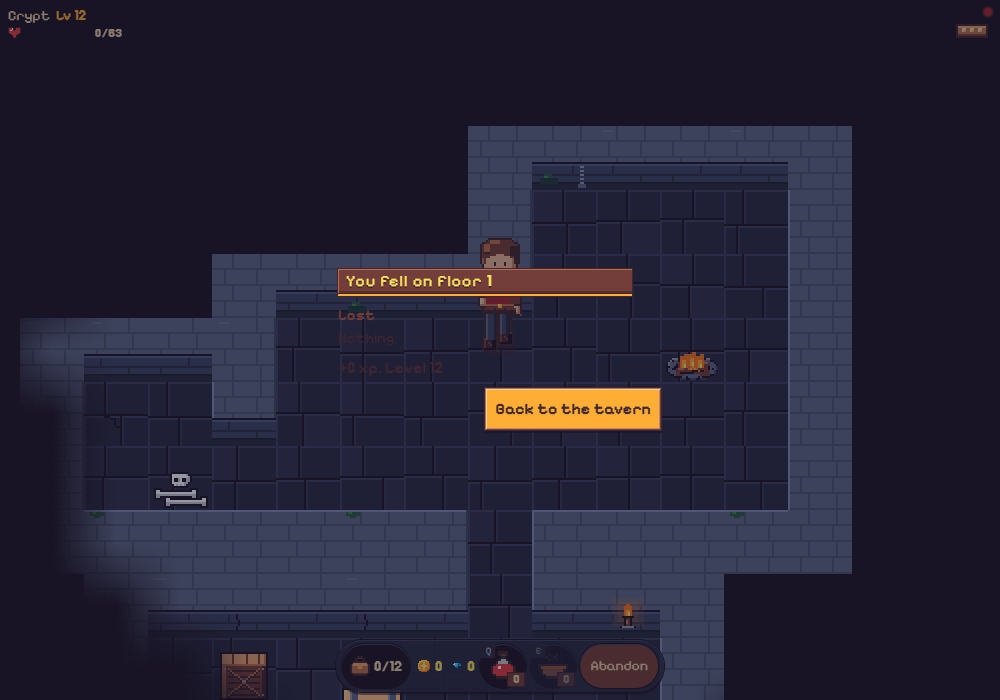 Crypt Lv 12
0/63
You fell on floor 1
Lost
Nothing
+0 xp. Level 12
Back to the tavern
0/12 0 0 Q 0 E 0 Abandon